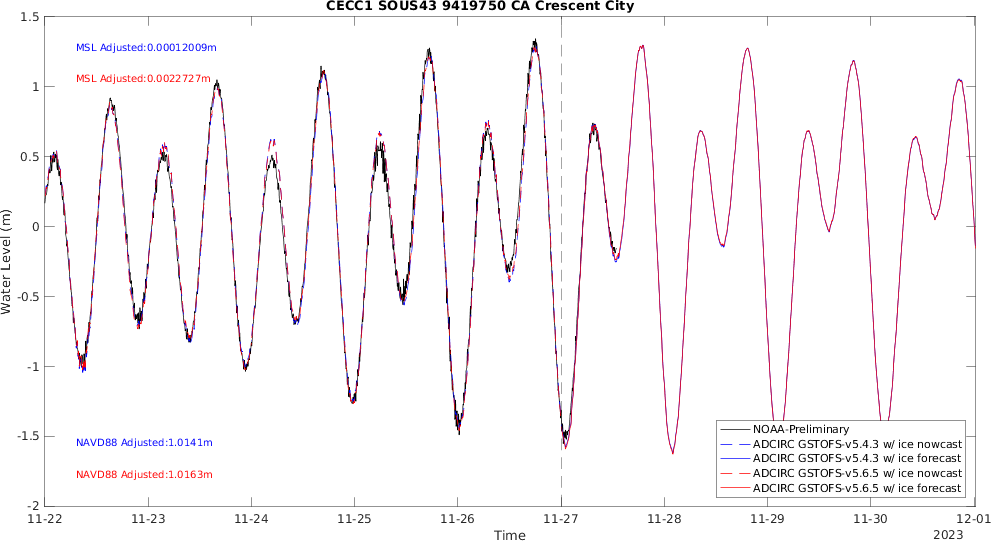 CECC1 SOUS43 9419750 CA Crescent City
1.5
1
0.5
0
-0.5
-1
-1.5
-2
Water Level (m)
MSL Adjusted:0.00012009m
MSL Adjusted:0.0022727m
NAVD88 Adjusted:1.0141m
NAVD88 Adjusted:1.0163m
NOAA-Preliminary
ADCIRC GSTOFS-v5.4.3 w/ ice nowcast
ADCIRC GSTOFS-v5.4.3 w/ ice forecast
ADCIRC GSTOFS-v5.6.5 w/ ice nowcast
ADCIRC GSTOFS-v5.6.5 w/ ice forecast
11-22 11-23 11-24 11-25 11-26 11-27 11-28 11-29 11-30 12-01
Time
2023